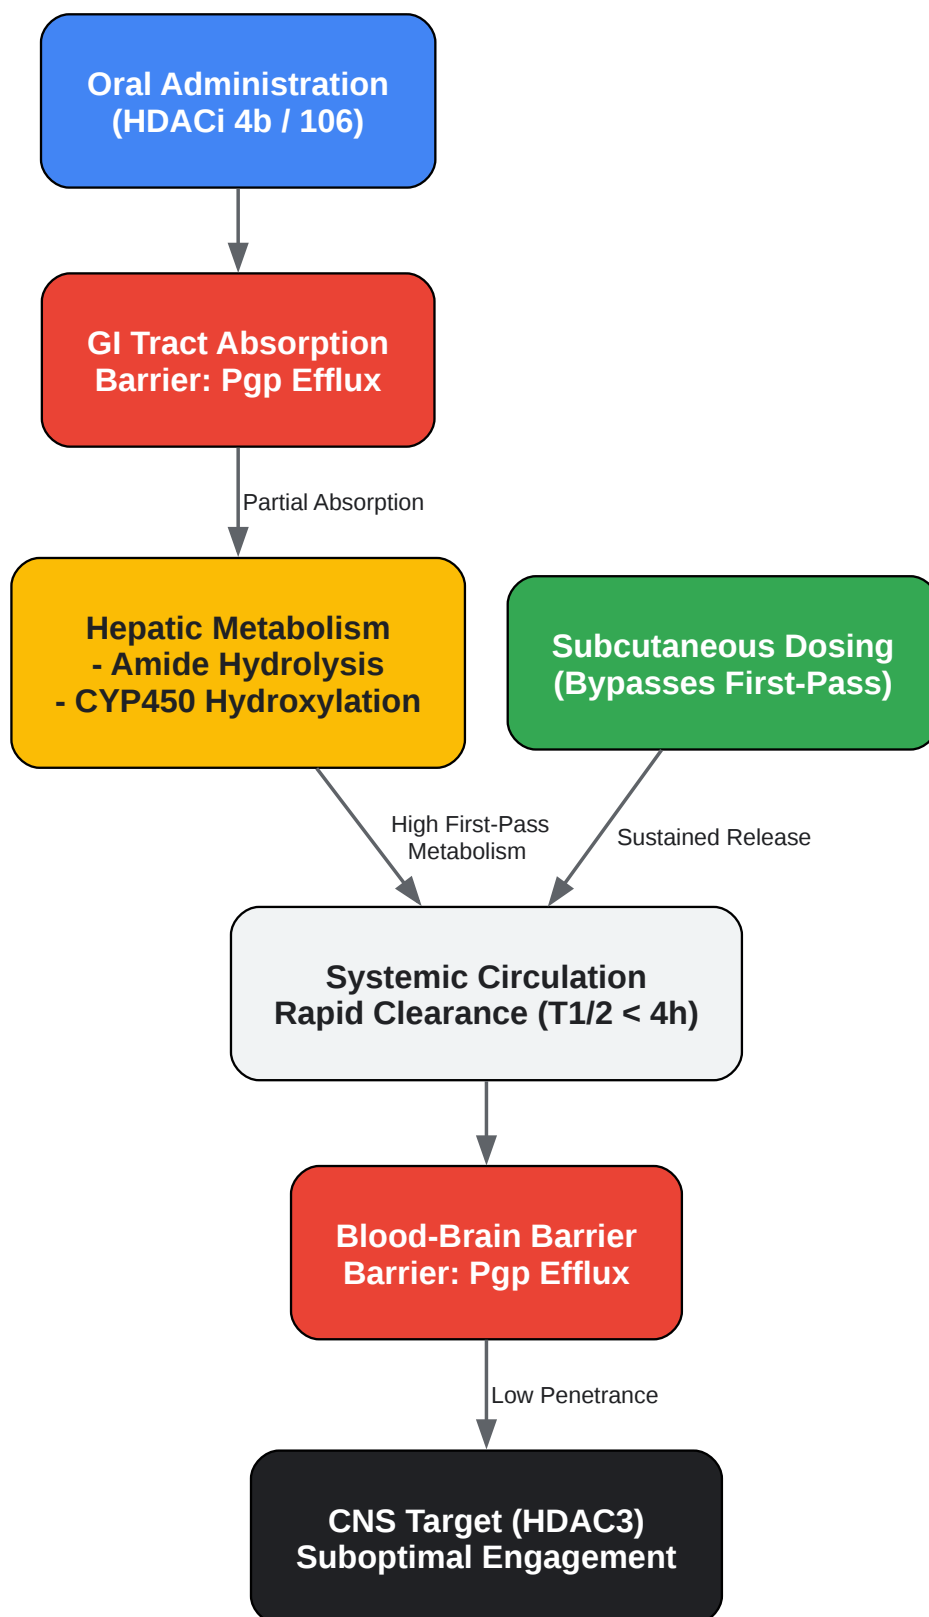 Oral Administration
(HDACi 4b / 106)
GI Tract Absorption
Barrier: Pgp Efflux
Partial Absorption
Hepatic Metabolism
- Amide Hydrolysis
- CYP450 Hydroxylation
Subcutaneous Dosing
(Bypasses First-Pass)
High First-Pass
Metabolism
Sustained Release
Systemic Circulation
Rapid Clearance (T1/2 < 4h)
Blood-Brain Barrier
Barrier: Pgp Efflux
Low Penetrance
CNS Target (HDAC3)
Suboptimal Engagement